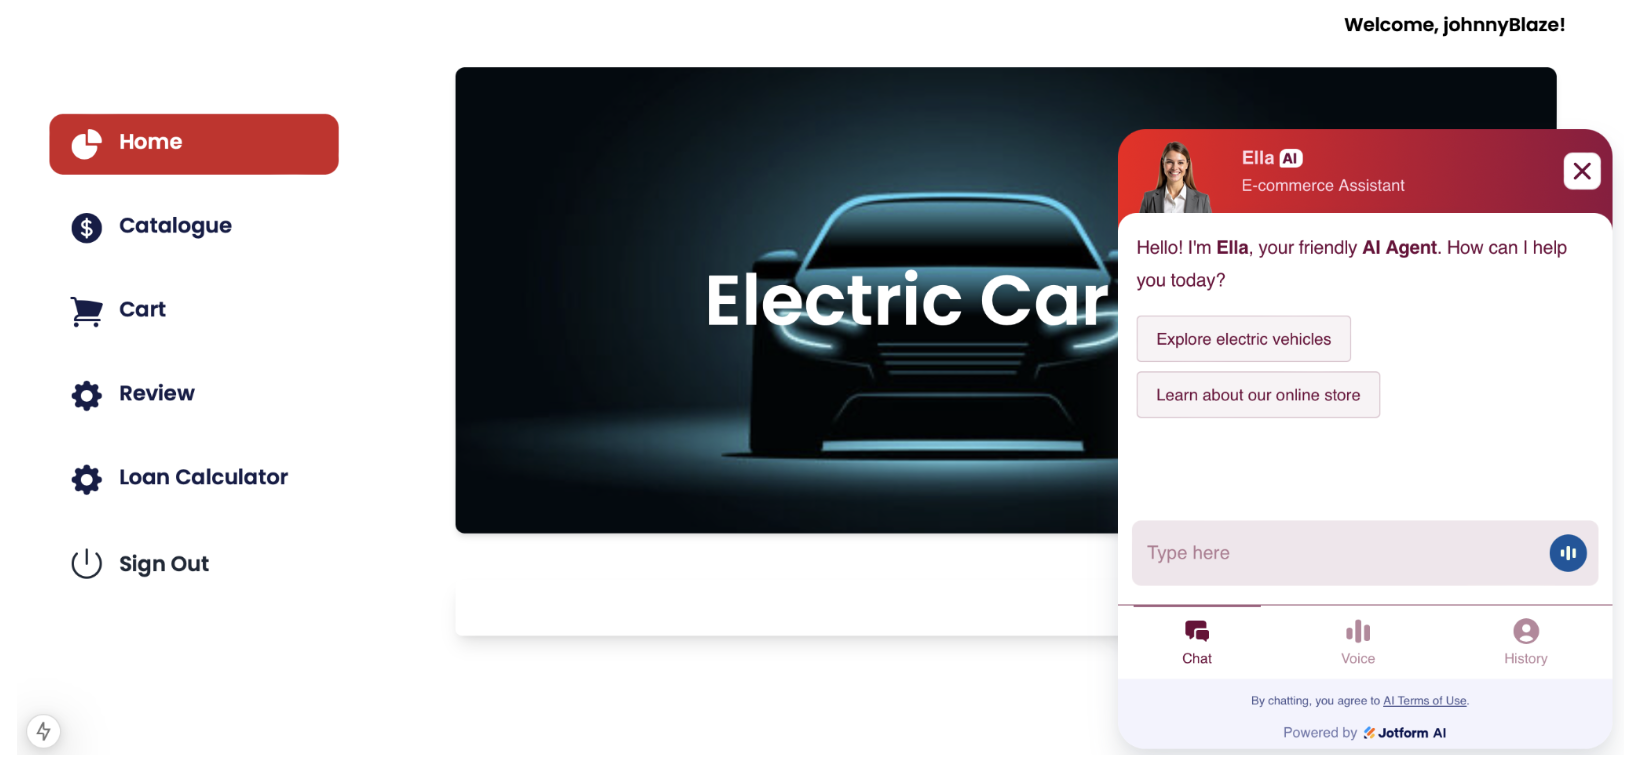 Welcome, johnnyBlaze!
Home
Catalogue
Cart
Review
Loan Calculator
Sign Out
Electric Car
Ella AI
E-commerce Assistant
Hello! I'm Ella, your friendly AI Agent. How can I help
you today?
Explore electric vehicles
Learn about our online store
Type here
Chat
Voice
History
By chatting, you agree to AI Terms of Use.
Powered by Jotform AI